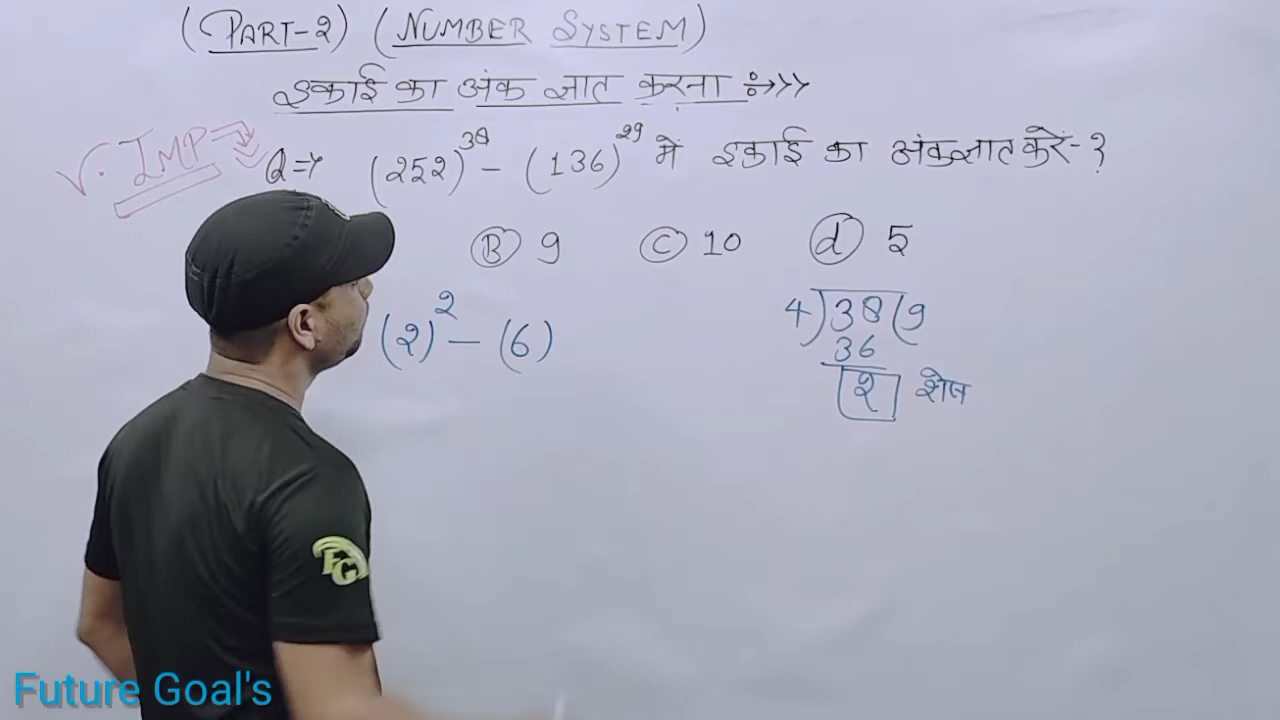 (PART-2) (NUMBER SYSTEM)
इकाई का अंक ज्ञात करना :→>>
V. IMP
Q ⇒ (252)^38 - (136)^29 में इकाई का अंक ज्ञात करें - ?
(B) 9 (C) 10 (d) 5
(2)^2 - (6)
4)38(9
36
2 शेष
FG
Future Goal's